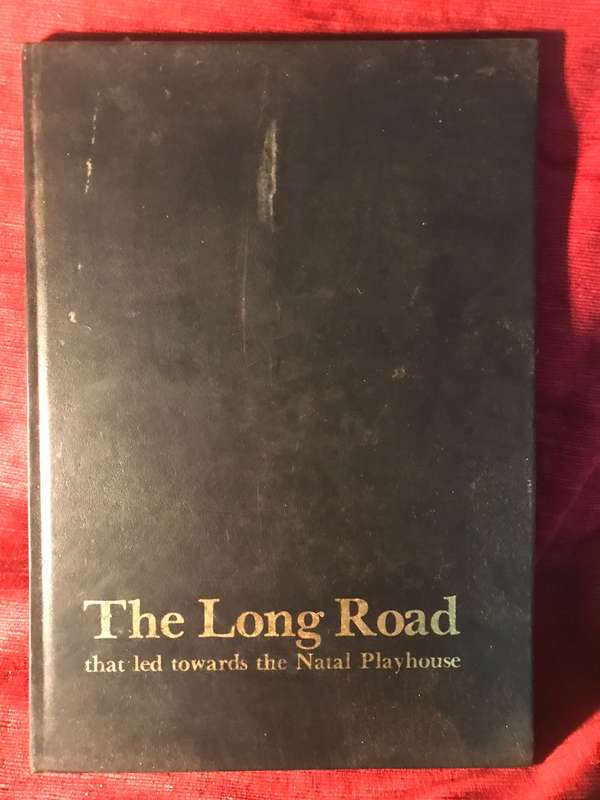 The Long Road
that led towards the Natal Playhouse